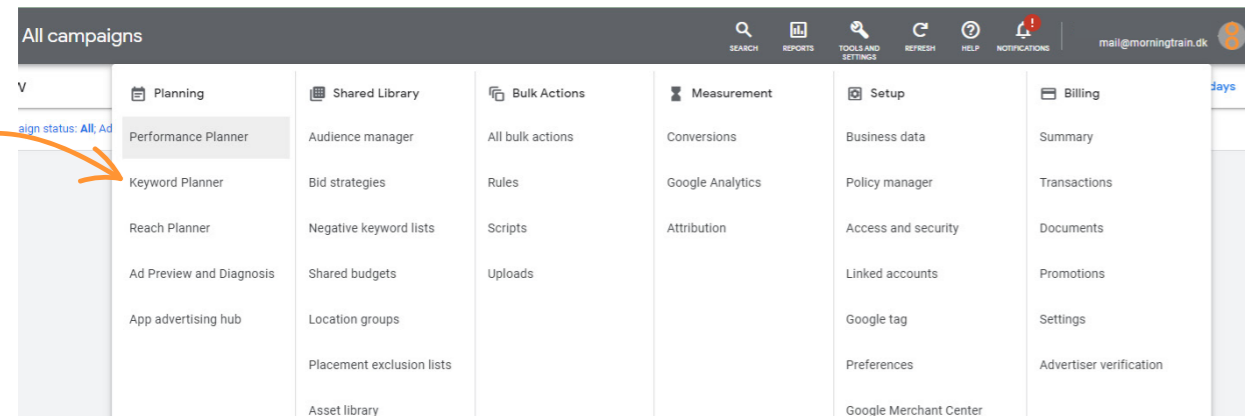 All campaigns
SEARCH
REPORTS
TOOLS AND
SETTINGS
REFRESH
HELP
!
NOTIFICATIONS
mail@morningtrain.dk
days
aign status: All; Ad
Planning
Performance Planner
Keyword Planner
Reach Planner
Ad Preview and Diagnosis
App advertising hub
Shared Library
Audience manager
Bid strategies
Negative keyword lists
Shared budgets
Location groups
Placement exclusion lists
Asset library
Bulk Actions
All bulk actions
Rules
Scripts
Uploads
Measurement
Conversions
Google Analytics
Attribution
Setup
Business data
Policy manager
Access and security
Linked accounts
Google tag
Preferences
Google Merchant Center
Billing
Summary
Transactions
Documents
Promotions
Settings
Advertiser verification